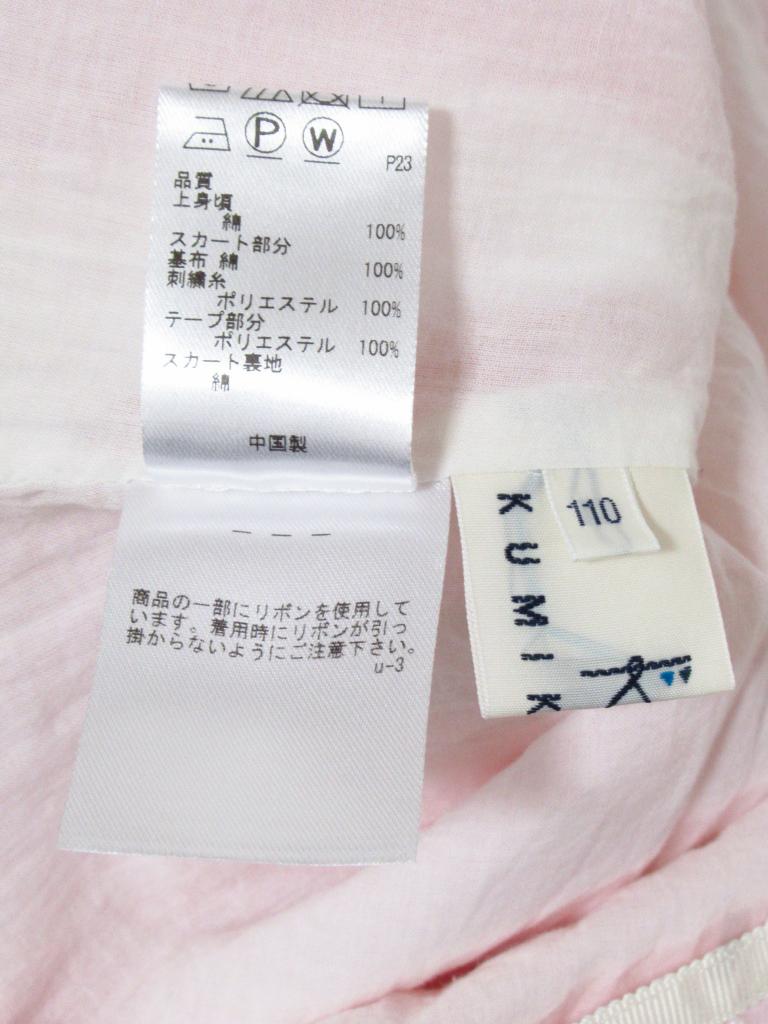 P W
P23
品質
上身頃
綿 100%
スカート部分
基布 綿 100%
刺繍糸
ポリエステル 100%
テープ部分
ポリエステル 100%
スカート裏地
綿
中国製
商品の一部にリボンを使用して
います。着用時にリボンが引っ
掛からないようにご注意下さい。
u-3
110
KUMIK